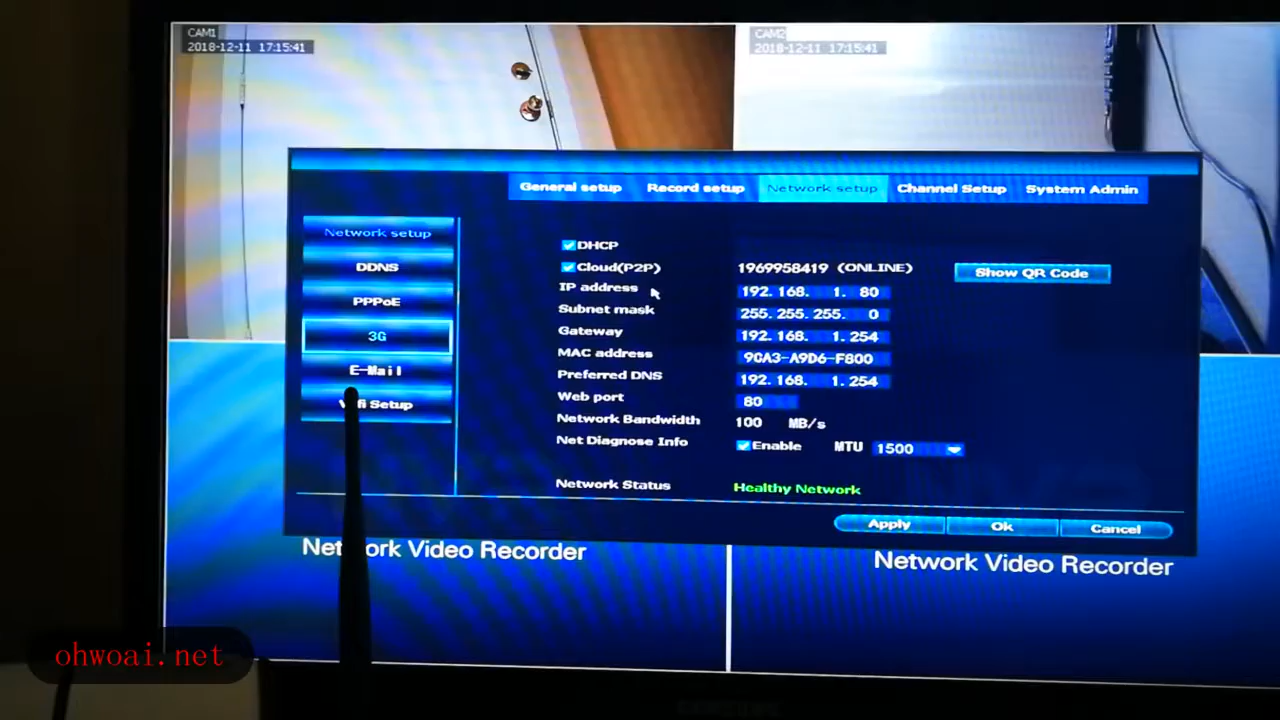 CAM1
2018-12-11 17:15:41
CAM2
2018-12-11 17:15:41
General setup Record setup Network setup Channel Setup System Admin
Network setup
DDNS
PPPoE
3G
E-Mail
Setup
DHCP
Cloud(P2P) 1969958419 (ONLINE) Show QR Code
IP address 192.168. 1. 80
Subnet mask 255.255.255. 0
Gateway 192.168. 1.254
MAC address 90A3-A9D6-F800
Preferred DNS 192.168. 1.254
Web port 80
Network Bandwidth 100 MB/s
Net Diagnose Info Enable MTU 1500
Network Status Healthy Network
Apply Ok Cancel
Network Video Recorder
Network Video Recorder
ohwoai.net